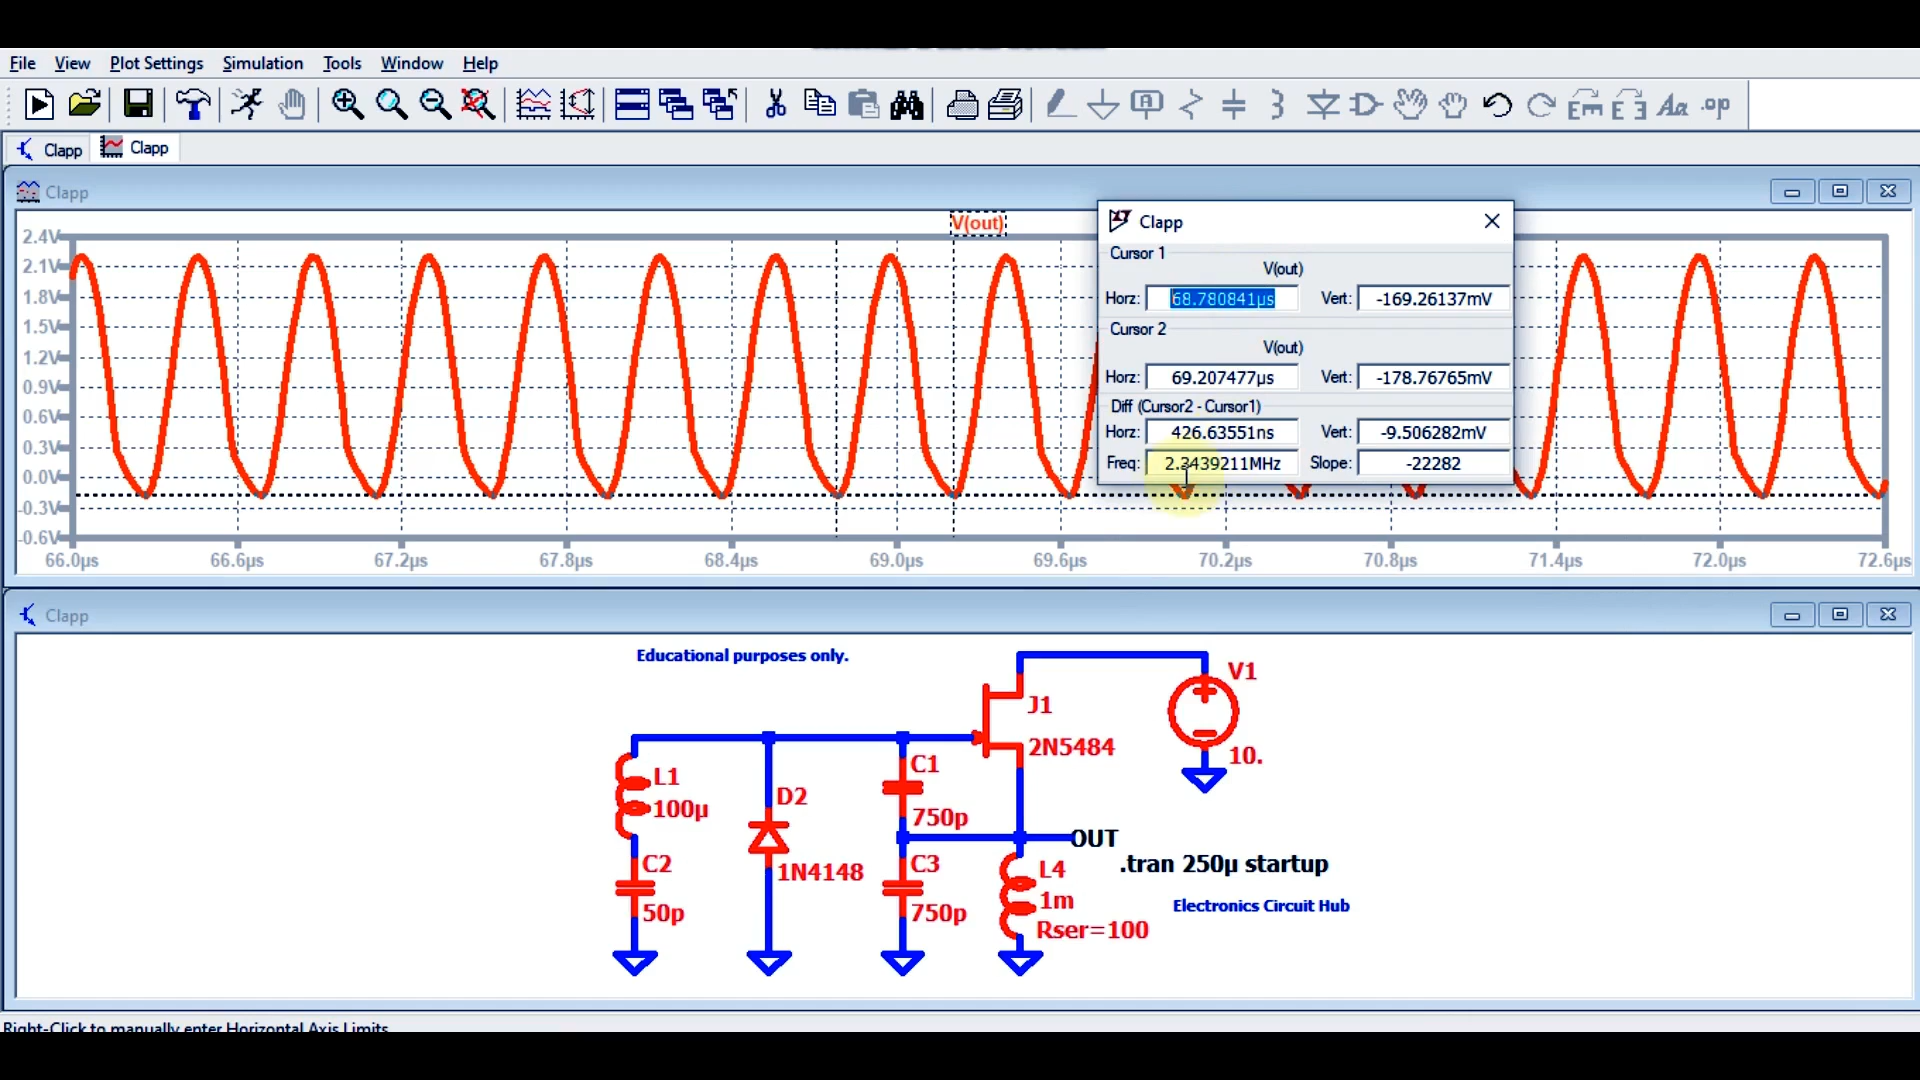 File View Plot Settings Simulation Tools Window Help
Aa .op
Clapp Clapp
Clapp
V(out)
2.4V
2.1V
1.8V
1.5V
1.2V
0.9V
0.6V
0.3V
0.0V
-0.3V
-0.6V
66.0µs 66.6µs 67.2µs 67.8µs 68.4µs 69.0µs 69.6µs 70.2µs 70.8µs 71.4µs 72.0µs 72.6µs
Clapp
Cursor 1
V(out)
Horz: 68.780841µs Vert: -169.26137mV
Cursor 2
V(out)
Horz: 69.207477µs Vert: -178.76765mV
Diff (Cursor2 - Cursor1)
Horz: 426.63551ns Vert: -9.506282mV
Freq: 2.3439211MHz Slope: -22282
Clapp
Educational purposes only.
V1
10.
J1
2N5484
L1
100µ
C2
50p
D2
1N4148
C1
750p
C3
750p
OUT
L4
1m
Rser=100
.tran 250µ startup
Electronics Circuit Hub
Right-Click to manually enter Horizontal Axis Limits